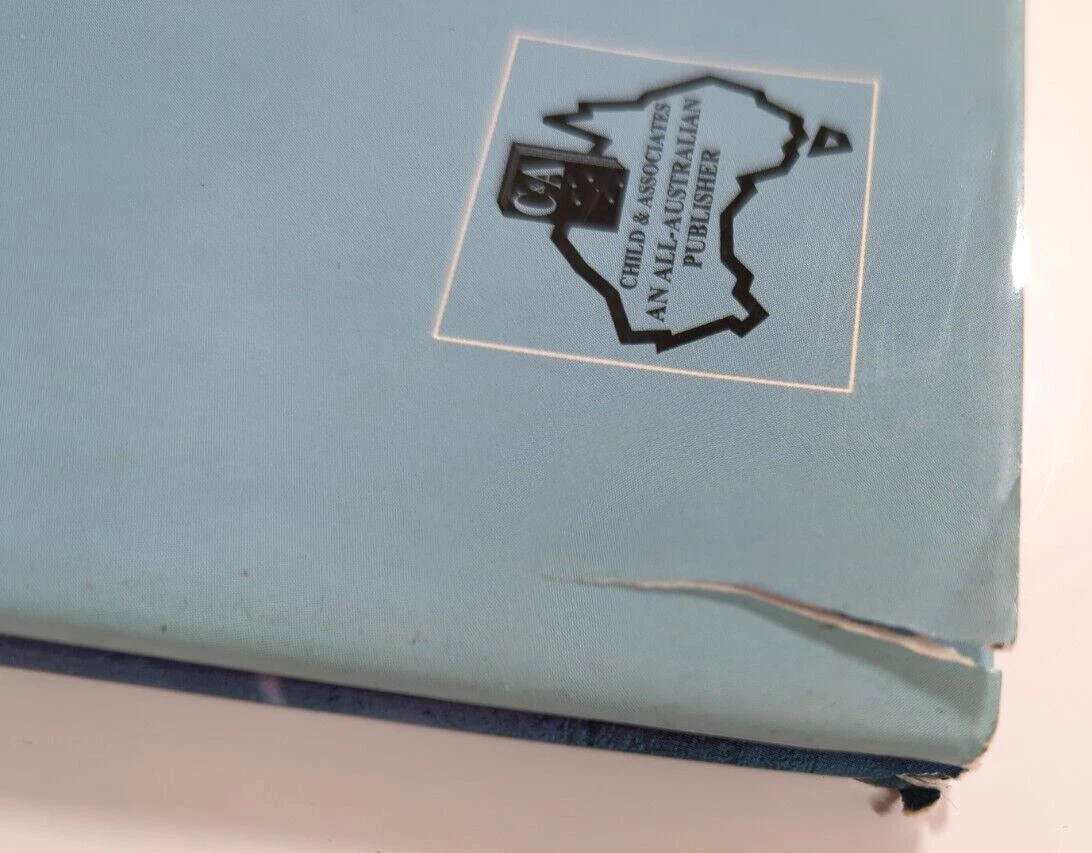 C&A
CHILD & ASSOCIATES
AN ALL-AUSTRALIAN
PUBLISHER